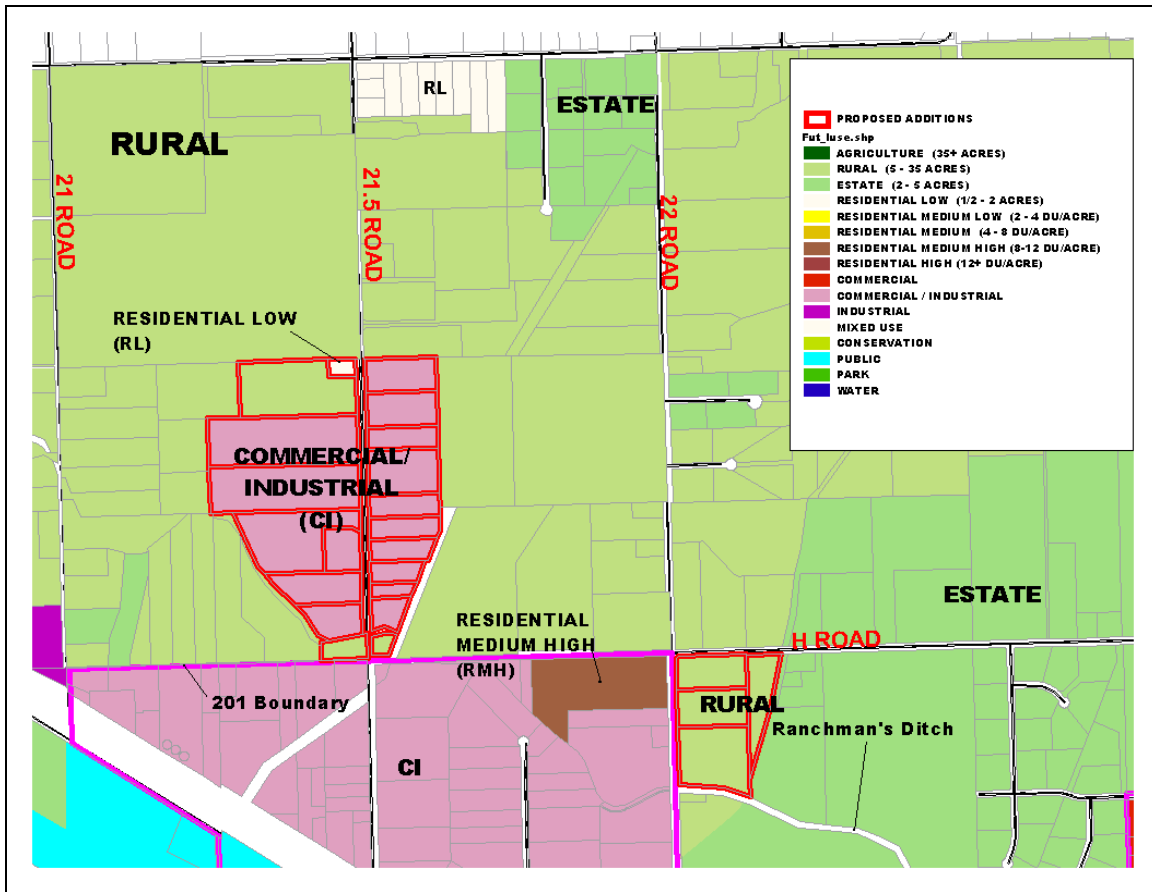 RL
ESTATE
RURAL
21 ROAD
21.5 ROAD
22 ROAD
PROPOSED ADDITIONS
Fut_luse.shp
AGRICULTURE (35+ ACRES)
RURAL (5 - 35 ACRES)
ESTATE (2 - 5 ACRES)
RESIDENTIAL LOW (1/2 - 2 ACRES)
RESIDENTIAL MEDIUM LOW (2 - 4 DU/ACRE)
RESIDENTIAL MEDIUM (4 - 8 DU/ACRE)
RESIDENTIAL MEDIUM HIGH (8-12 DU/ACRE)
RESIDENTIAL HIGH (12+ DU/ACRE)
COMMERCIAL
COMMERCIAL / INDUSTRIAL
INDUSTRIAL
MIXED USE
CONSERVATION
PUBLIC
PARK
WATER
RESIDENTIAL LOW
(RL)
COMMERCIAL/
INDUSTRIAL
(CI)
ESTATE
RESIDENTIAL
MEDIUM HIGH
(RMH)
H ROAD
201 Boundary
RURAL
Ranchman's Ditch
CI